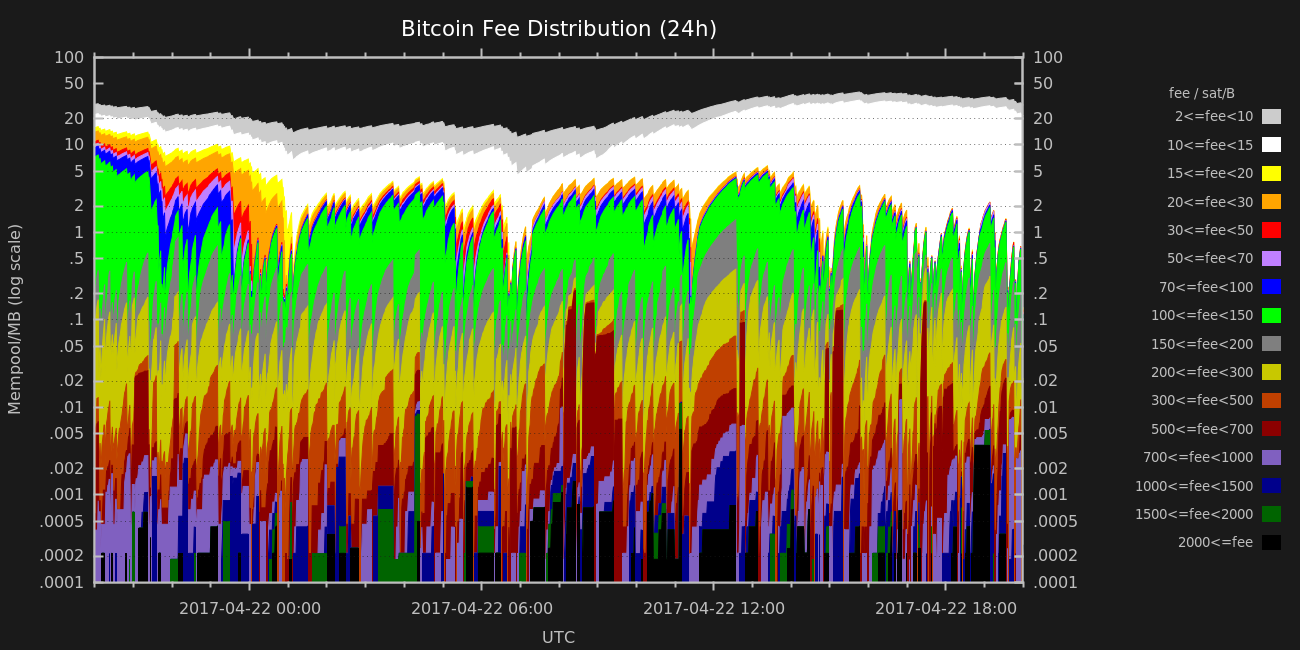 Bitcoin Fee Distribution (24h)
100
50
20
10
5
2
1
.5
.2
.1
.05
.02
.01
.005
.002
.001
.0005
.0002
.0001
Mempool/MB (log scale)
100
50
20
10
5
2
1
.5
.2
.1
.05
.02
.01
.005
.002
.001
.0005
.0002
.0001
2017-04-22 00:00
2017-04-22 06:00
2017-04-22 12:00
2017-04-22 18:00
UTC
fee / sat/B
2<=fee<10
10<=fee<15
15<=fee<20
20<=fee<30
30<=fee<50
50<=fee<70
70<=fee<100
100<=fee<150
150<=fee<200
200<=fee<300
300<=fee<500
500<=fee<700
700<=fee<1000
1000<=fee<1500
1500<=fee<2000
2000<=fee